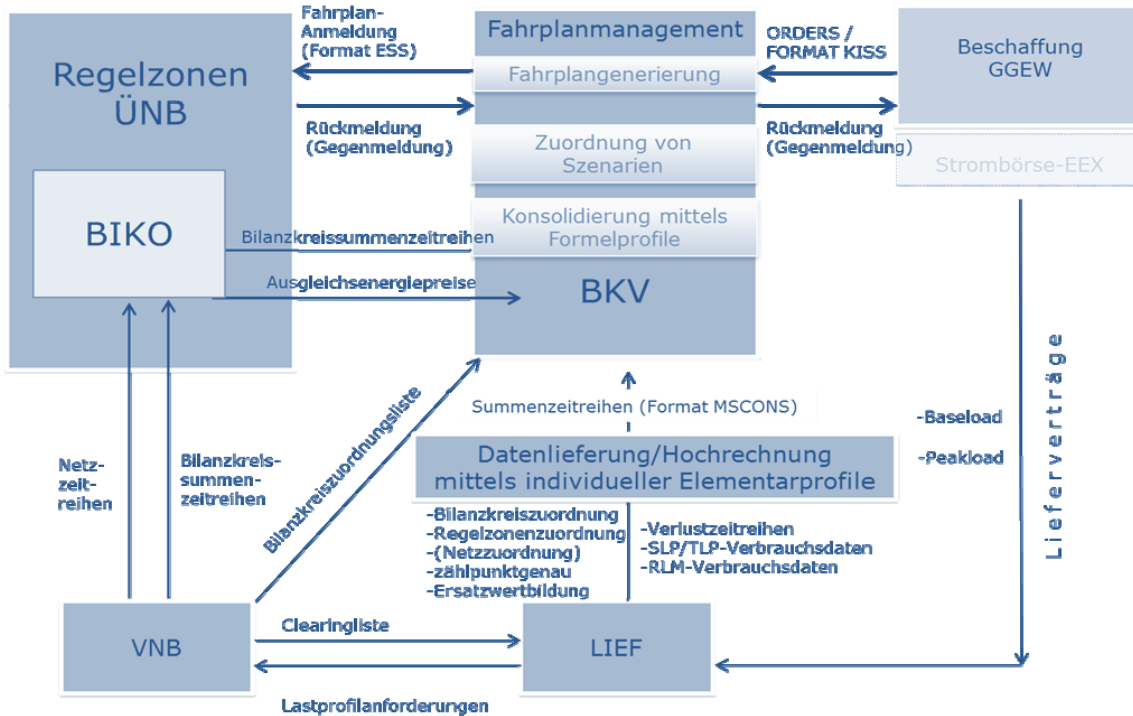 Regelzonen
ÜNB
BIKO
Fahrplan-
Anmeldung
(Format ESS)
Rückmeldung
(Gegenmeldung)
Bilanzkreissummenzeitreihen
Ausgleichsenergiepreise
Fahrplanmanagement
Fahrplangenerierung
Zuordnung von
Szenarien
Konsolidierung mittels
Formelprofile
BKV
ORDERS /
FORMAT KISS
Rückmeldung
(Gegenmeldung)
Beschaffung
GGEW
Strombörse-EEX
Lieferverträge
-Baseload
-Peakload
Netz-
zeit-
reihen
Bilanzkreis-
summen-
zeitreihen
Bilanzkreiszuordnungsliste
Summenzeitreihen (Format MSCONS)
Datenlieferung/Hochrechnung
mittels individueller Elementarprofile
-Bilanzkreiszuordnung
-Regelzonenzuordnung
-(Netzzuordnung)
-zählpunktgenau
-Ersatzwertbildung
-Verlustzeitreihen
-SLP/TLP-Verbrauchsdaten
-RLM-Verbrauchsdaten
VNB
Clearingliste
LIEF
Lastprofilanforderungen